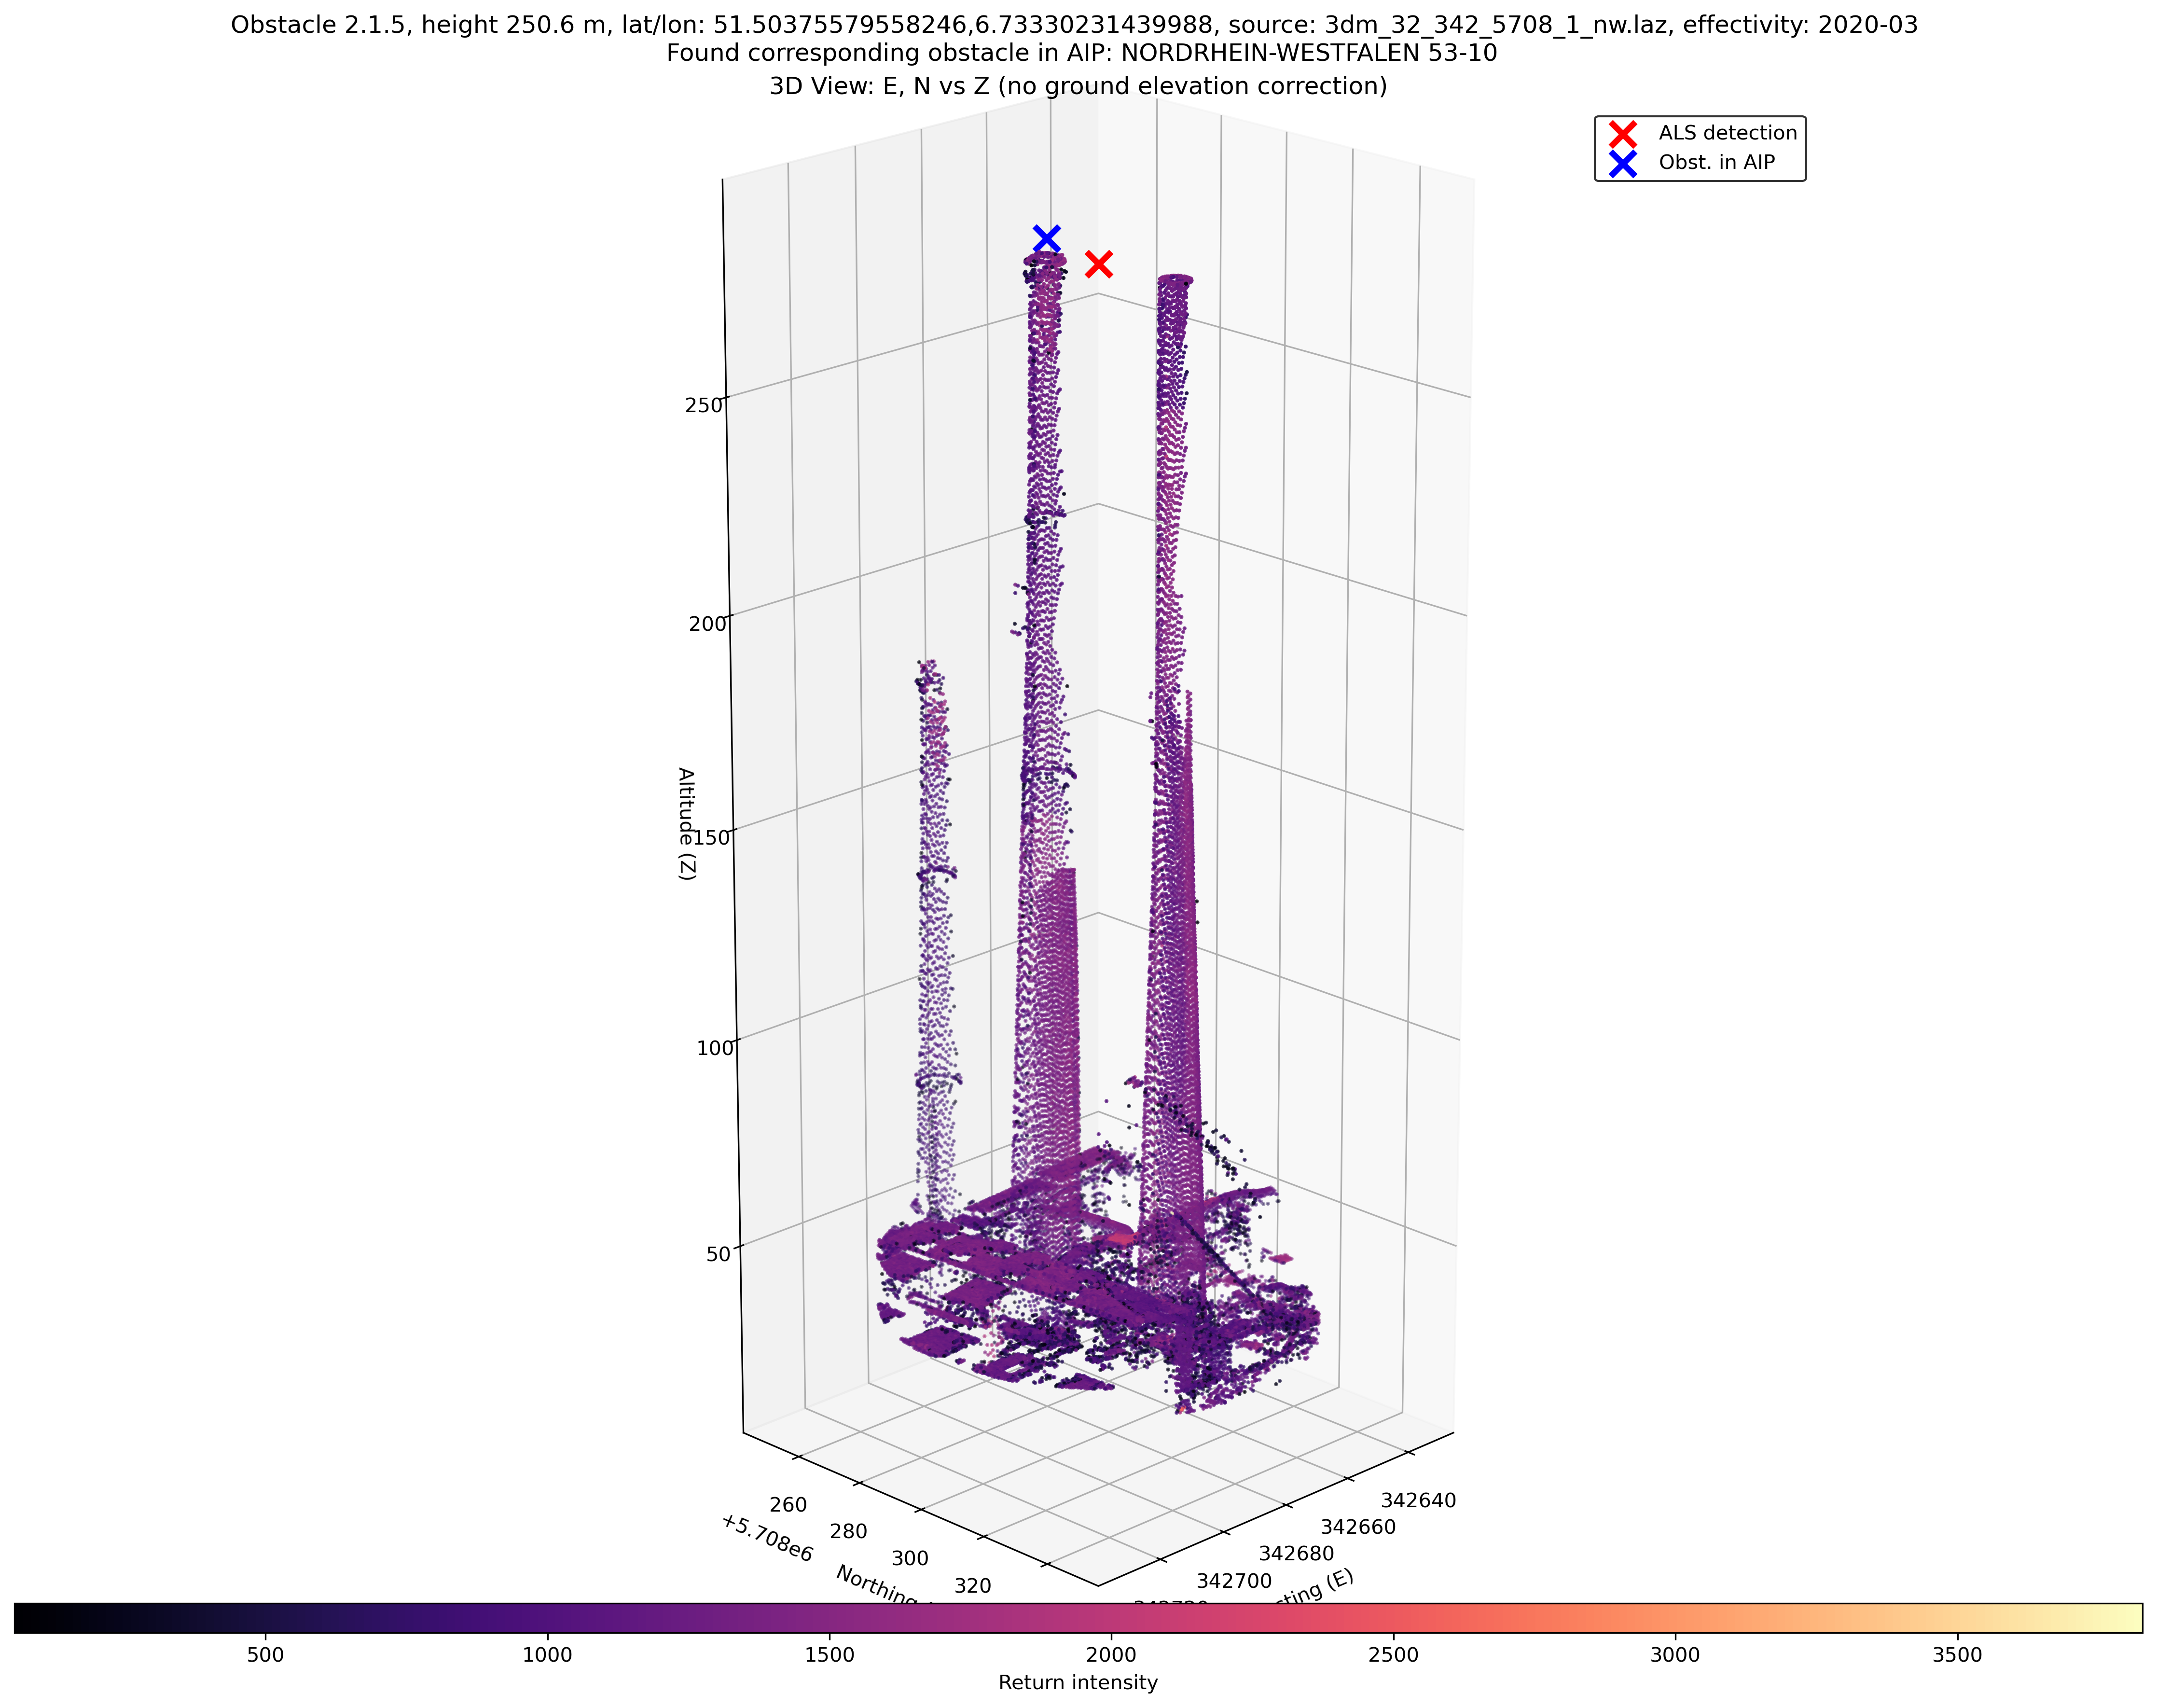 Obstacle 2.1.5, height 250.6 m, lat/lon: 51.50375579558246,6.73330231439988, source: 3dm_32_342_5708_1_nw.laz, effectivity: 2020-03
Found corresponding obstacle in AIP: NORDRHEIN-WESTFALEN 53-10
3D View: E, N vs Z (no ground elevation correction)
ALS detection
Obst. in AIP
250
200
150
100
50
Altitude (Z)
260
280
300
320
+5.708e6
Northing
342640
342660
342680
342700
(E)
500
1000
1500
2000
2500
3000
3500
Return intensity